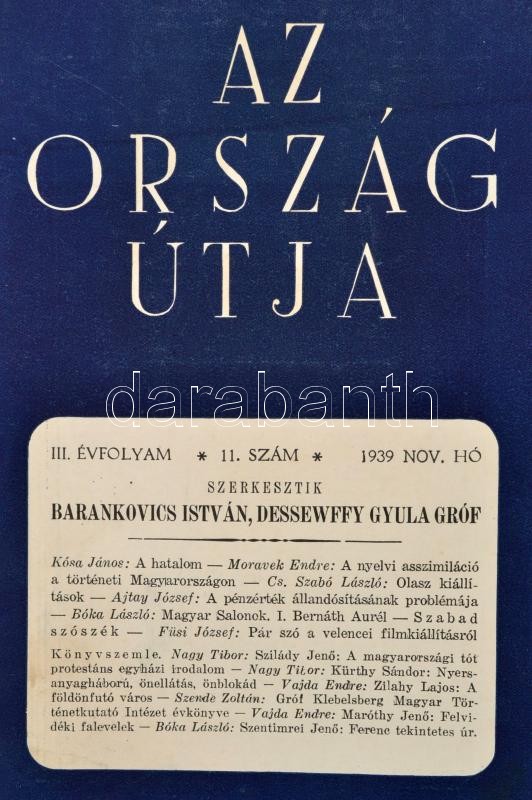 AZ
ORSZÁG
ÚTJA
darabanth
III. ÉVFOLYAM * 11. SZÁM * 1939 NOV. HÓ
SZERKESZTIK
BARANKOVICS ISTVÁN, DESSEWFFY GYULA GRÓF
Kósa János: A hatalom — Moravek Endre: A nyelvi asszimiláció
a történeti Magyarországon — Cs. Szabó László: Olasz kiállí-
tások — Ajtay József: A pénzérték állandósításának problémája
— Bóka László: Magyar Salonok. I. Bernáth Aurél — Szabad
szószék — Füsi József: Pár szó a velencei filmkiállításról
Könyvszemle. Nagy Tibor: Szilády Jenő: A magyarországi tót
protestáns egyházi irodalom — Nagy Tibor: Kürthy Sándor: Nyers-
anyagháború, önellátás, önblokád — Vajda Endre: Zilahy Lajos: A
földönfutó város — Szende Zoltán: Gróf Klebelsberg Magyar Tör-
ténetkutató Intézet évkönyve — Vajda Endre: Maróthy Jenő: Felvi-
déki falevelek — Bóka László: Szentimrei Jenő: Ferenc tekintetes úr.